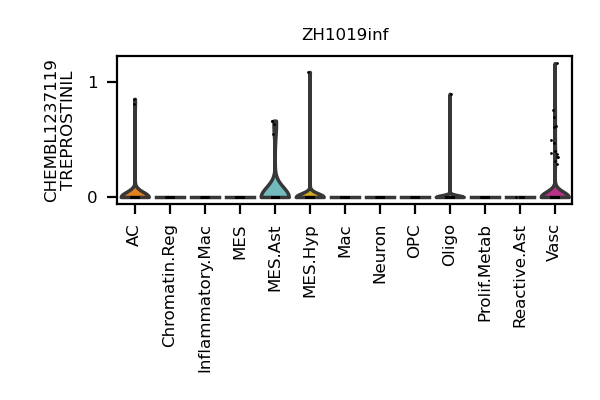 ZH1019inf
CHEMBL1237119
TREPROSTINIL
1
0
AC
Chromatin.Reg
Inflammatory.Mac
MES
MES.Ast
MES.Hyp
Mac
Neuron
OPC
Oligo
Prolif.Metab
Reactive.Ast
Vasc